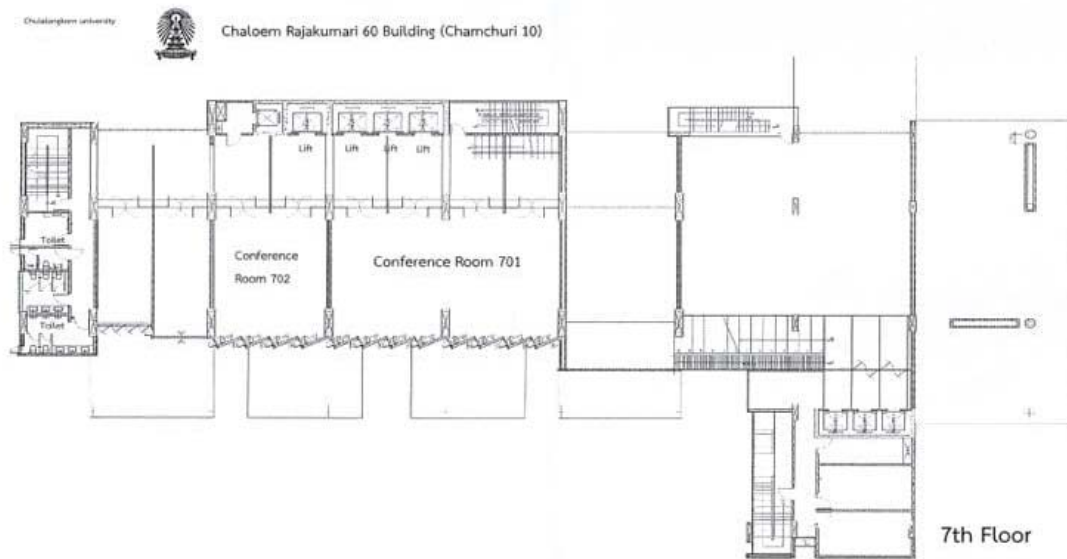 Chulalongkorn university
Chaloem Rajakumari 60 Building (Chamchuri 10)
Lift
Lift
Lift
Lift
Toilet
Conference
Room 702
Conference Room 701
Toilet
7th Floor